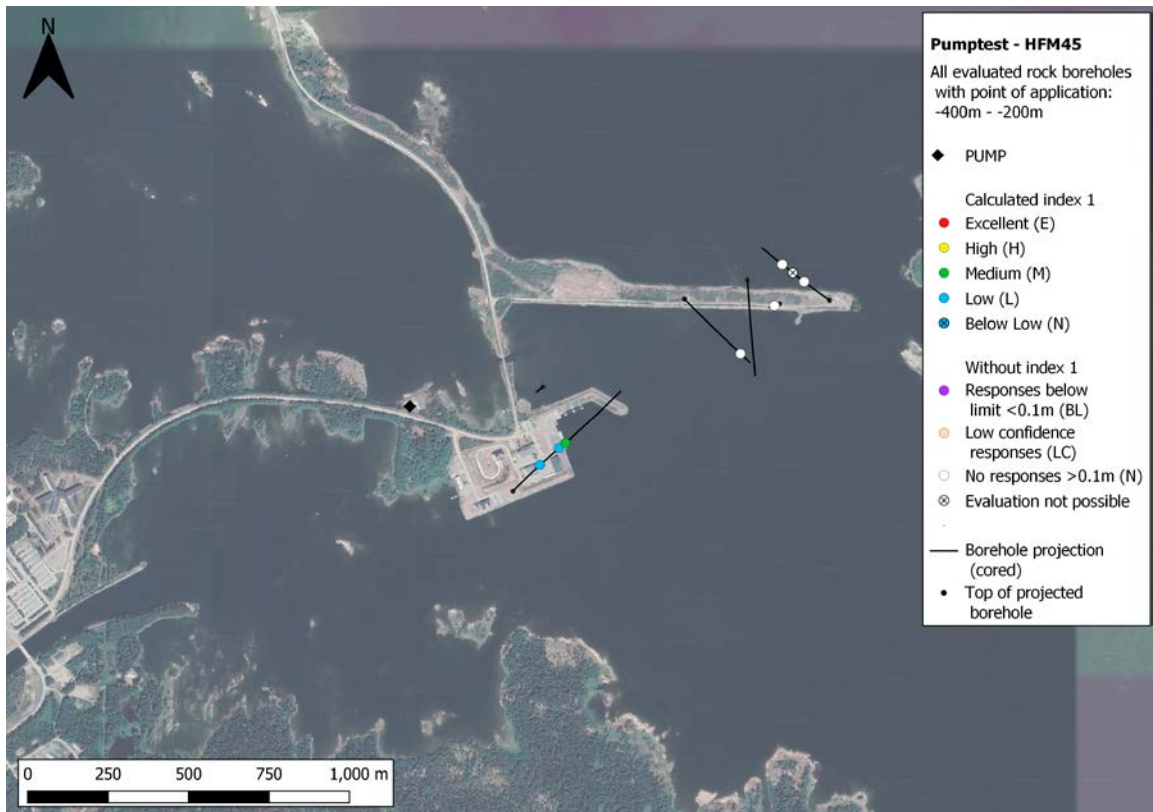 N
Pumptest - HFM45
All evaluated rock boreholes
with point of application:
-400m - -200m
PUMP
Calculated index 1
Excellent (E)
High (H)
Medium (M)
Low (L)
Below Low (N)
Without index 1
Responses below
limit <0.1m (BL)
Low confidence
responses (LC)
No responses >0.1m (N)
Evaluation not possible
Borehole projection
(cored)
Top of projected
borehole
0 250 500 750 1,000 m